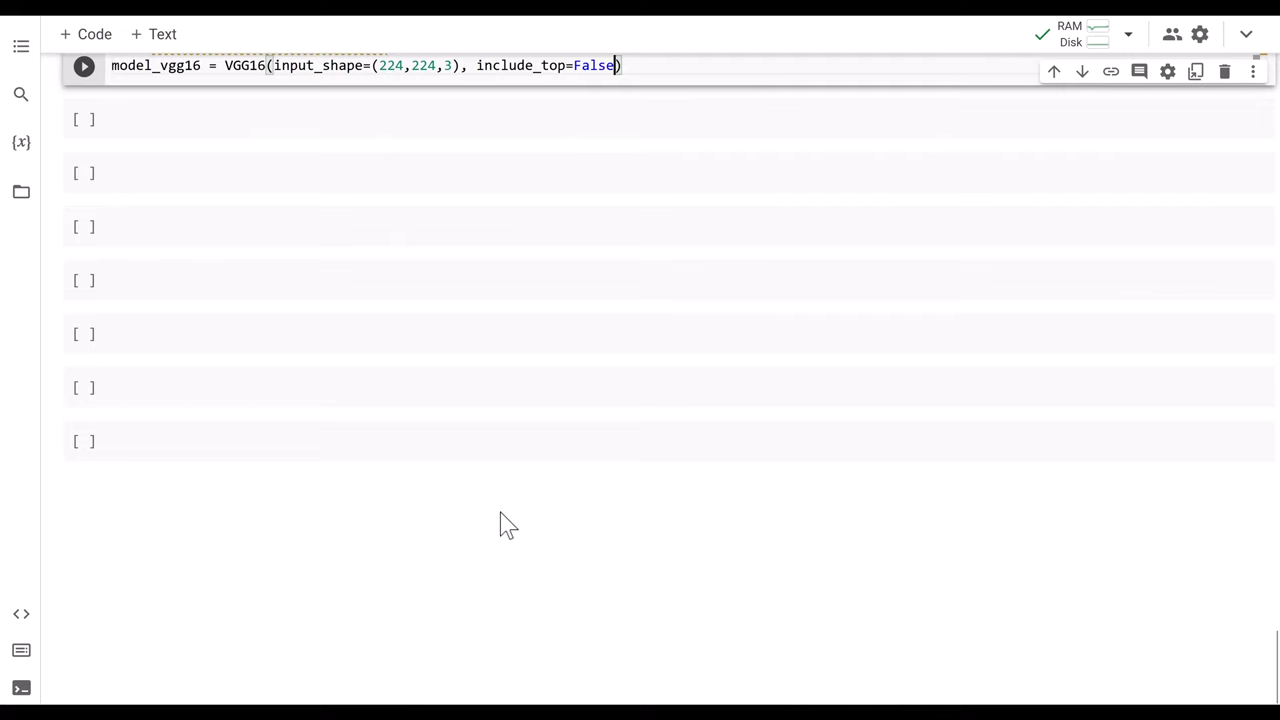 + Code + Text
RAM
Disk
model_vgg16 = VGG16(input_shape=(224,224,3), include_top=False)
[ ]
[ ]
[ ]
[ ]
[ ]
[ ]
[ ]